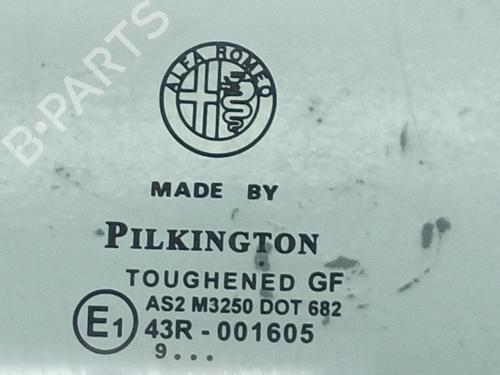 B-PARTS
ALFA ROMEO
MADE BY
PILKINGTON
TOUGHENED GF
AS2 M3250 DOT 682
E1 43R - 001605
9...